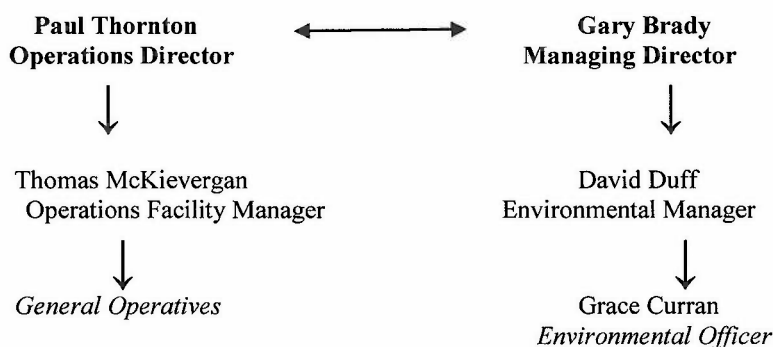 Paul Thornton
Operations Director
Gary Brady
Managing Director
Thomas McKievergan
Operations Facility Manager
David Duff
Environmental Manager
General Operatives
Grace Curran
Environmental Officer